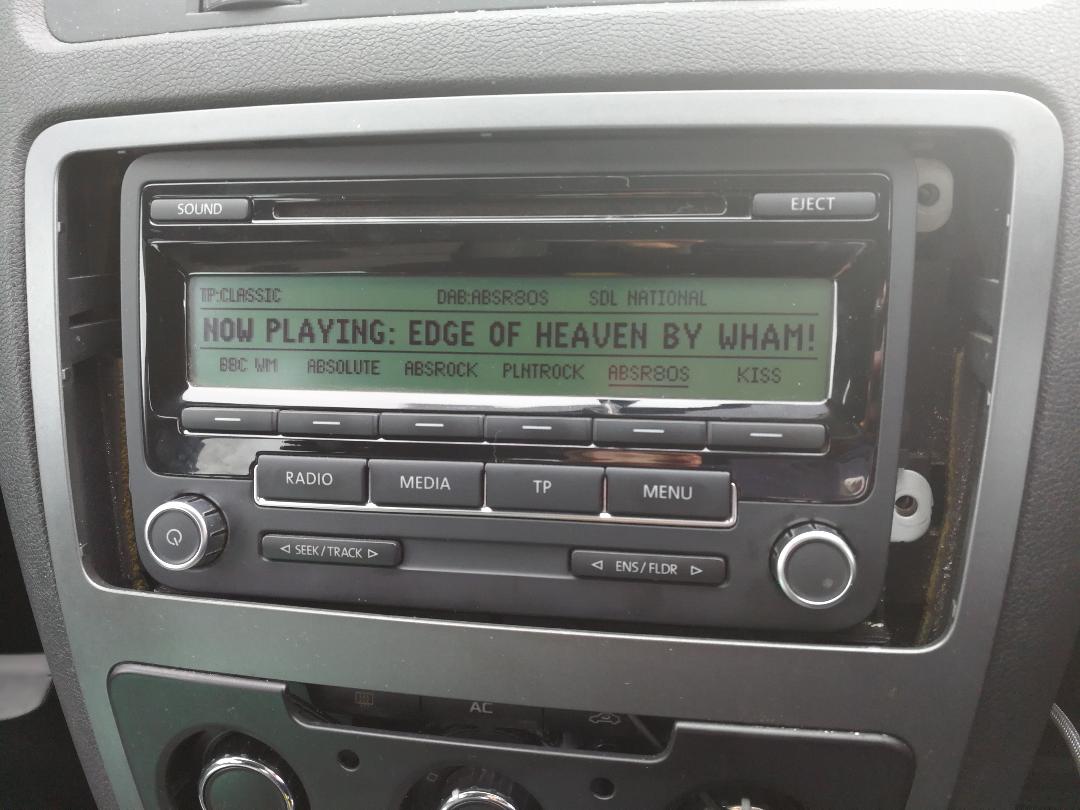 SOUND EJECT
TP:CLASSIC DAB:ABSR80S SDL NATIONAL
NOW PLAYING: EDGE OF HEAVEN BY WHAM!
BBC WM ABSOLUTE ABSROCK PLNTROCK ABSR80S KISS
RADIO MEDIA TP MENU
SEEK/TRACK ENS/FLDR
AC